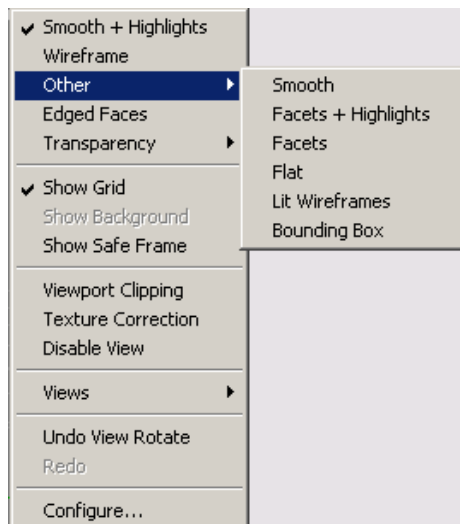 Smooth + Highlights
Wireframe
Other
Edged Faces
Transparency
Show Grid
Show Background
Show Safe Frame
Viewport Clipping
Texture Correction
Disable View
Views
Undo View Rotate
Redo
Configure...
Smooth
Facets + Highlights
Facets
Flat
Lit Wireframes
Bounding Box